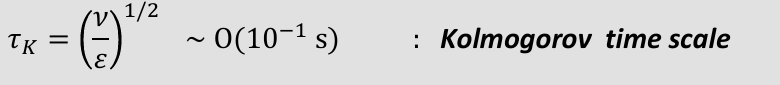 τ_K = (ν/ε)^{1/2} ~ O(10^{-1} s) : Kolmogorov time scale